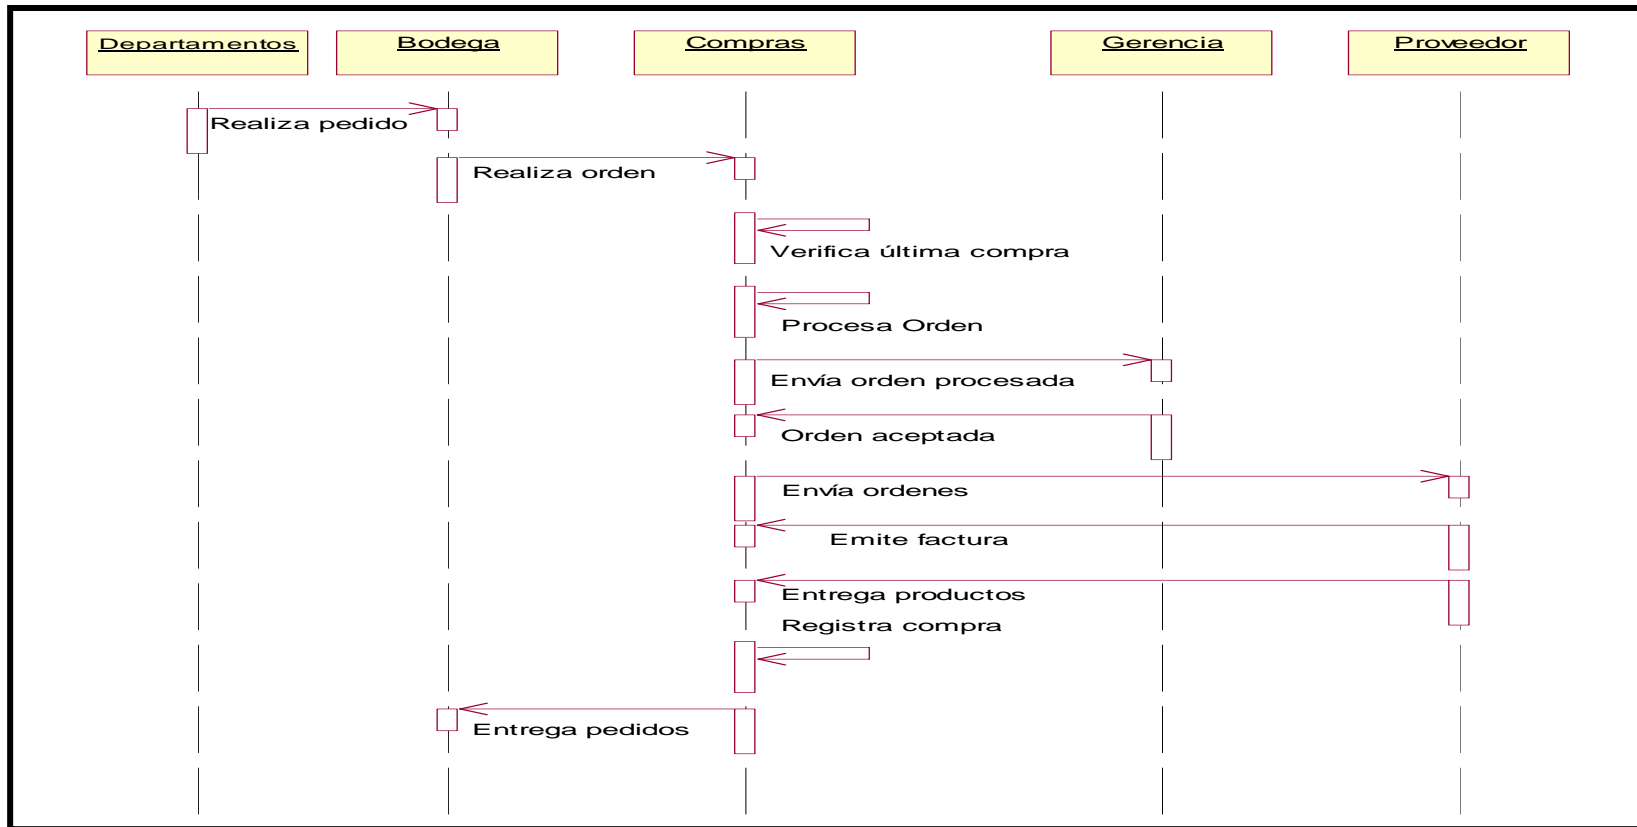 Departamentos
Bodega
Compras
Gerencia
Proveedor
Realiza pedido
Realiza orden
Verifica última compra
Procesa Orden
Envía orden procesada
Orden aceptada
Envía ordenes
Emite factura
Entrega productos
Registra compra
Entrega pedidos